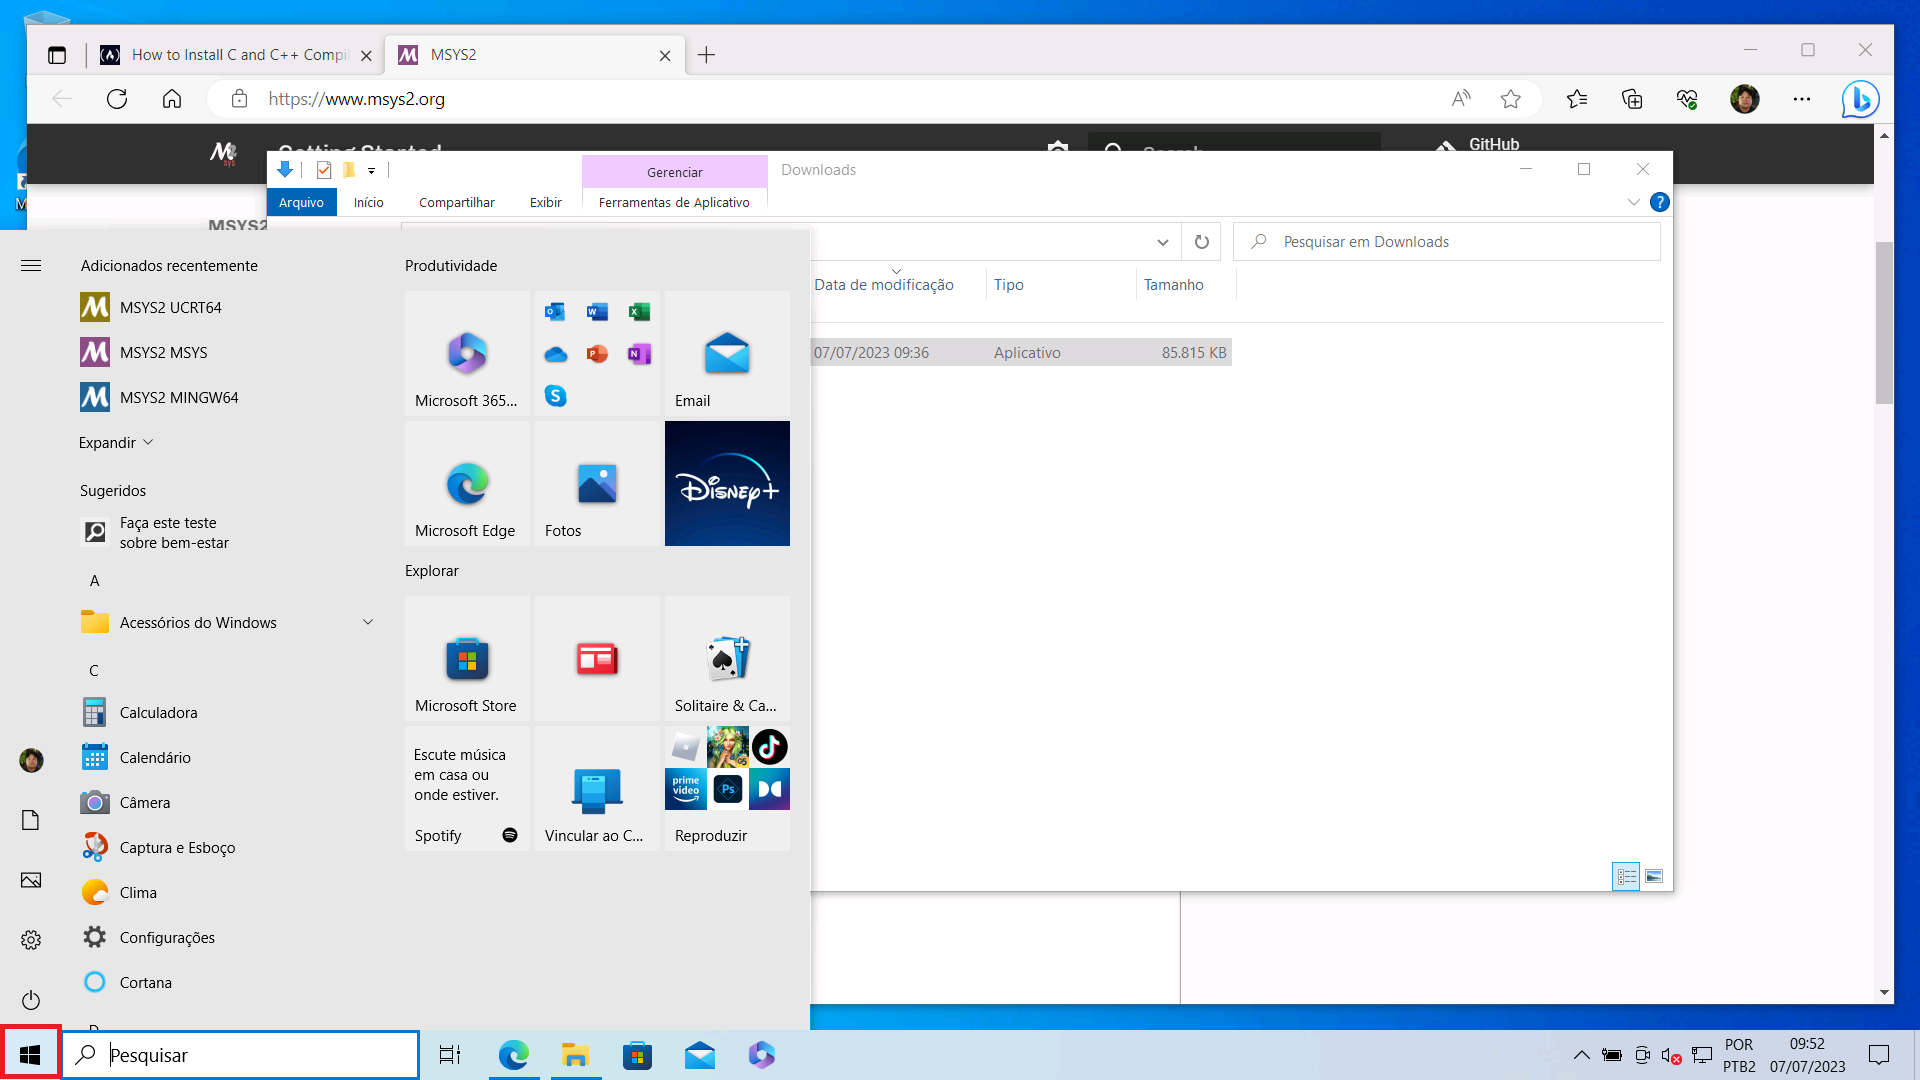 How to Install C and C++ Compi
MSYS2
https://www.msys2.org
Getting Started
Search
GitHub
Gerenciar
Downloads
Arquivo
Início
Compartilhar
Exibir
Ferramentas de Aplicativo
MSYS2
Pesquisar em Downloads
Data de modificação
Tipo
Tamanho
07/07/2023 09:36
Aplicativo
85.815 KB
Adicionados recentemente
MSYS2 UCRT64
MSYS2 MSYS
MSYS2 MINGW64
Expandir
Sugeridos
Faça este teste
sobre bem-estar
A
Acessórios do Windows
C
Calculadora
Calendário
Câmera
Captura e Esboço
Clima
Configurações
Cortana
Produtividade
Microsoft 365...
Email
Microsoft Edge
Fotos
Disney+
Explorar
Microsoft Store
Solitaire & Ca...
Escute música
em casa ou
onde estiver.
Spotify
Vincular ao C...
prime
video
Ps
Reproduzir
Pesquisar
POR
PTB2
09:52
07/07/2023